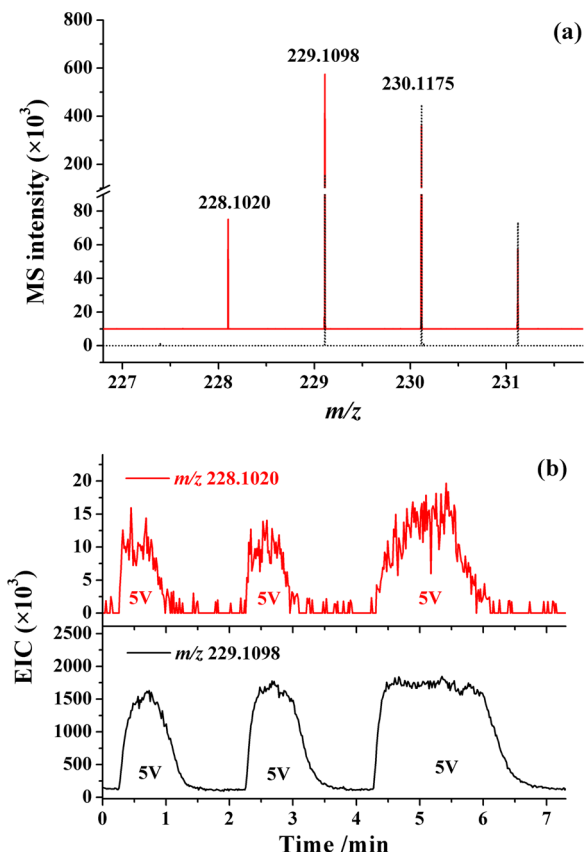 (a)
800
600
400
200
80
60
40
20
0
MS intensity (×10³)
228.1020
229.1098
230.1175
227 228 229 230 231
m/z
(b)
m/z 228.1020
20
15
10
5
0
5V 5V 5V
EIC (×10³)
m/z 229.1098
2500
2000
1500
1000
500
0
5V 5V 5V
0 1 2 3 4 5 6 7
Time /min